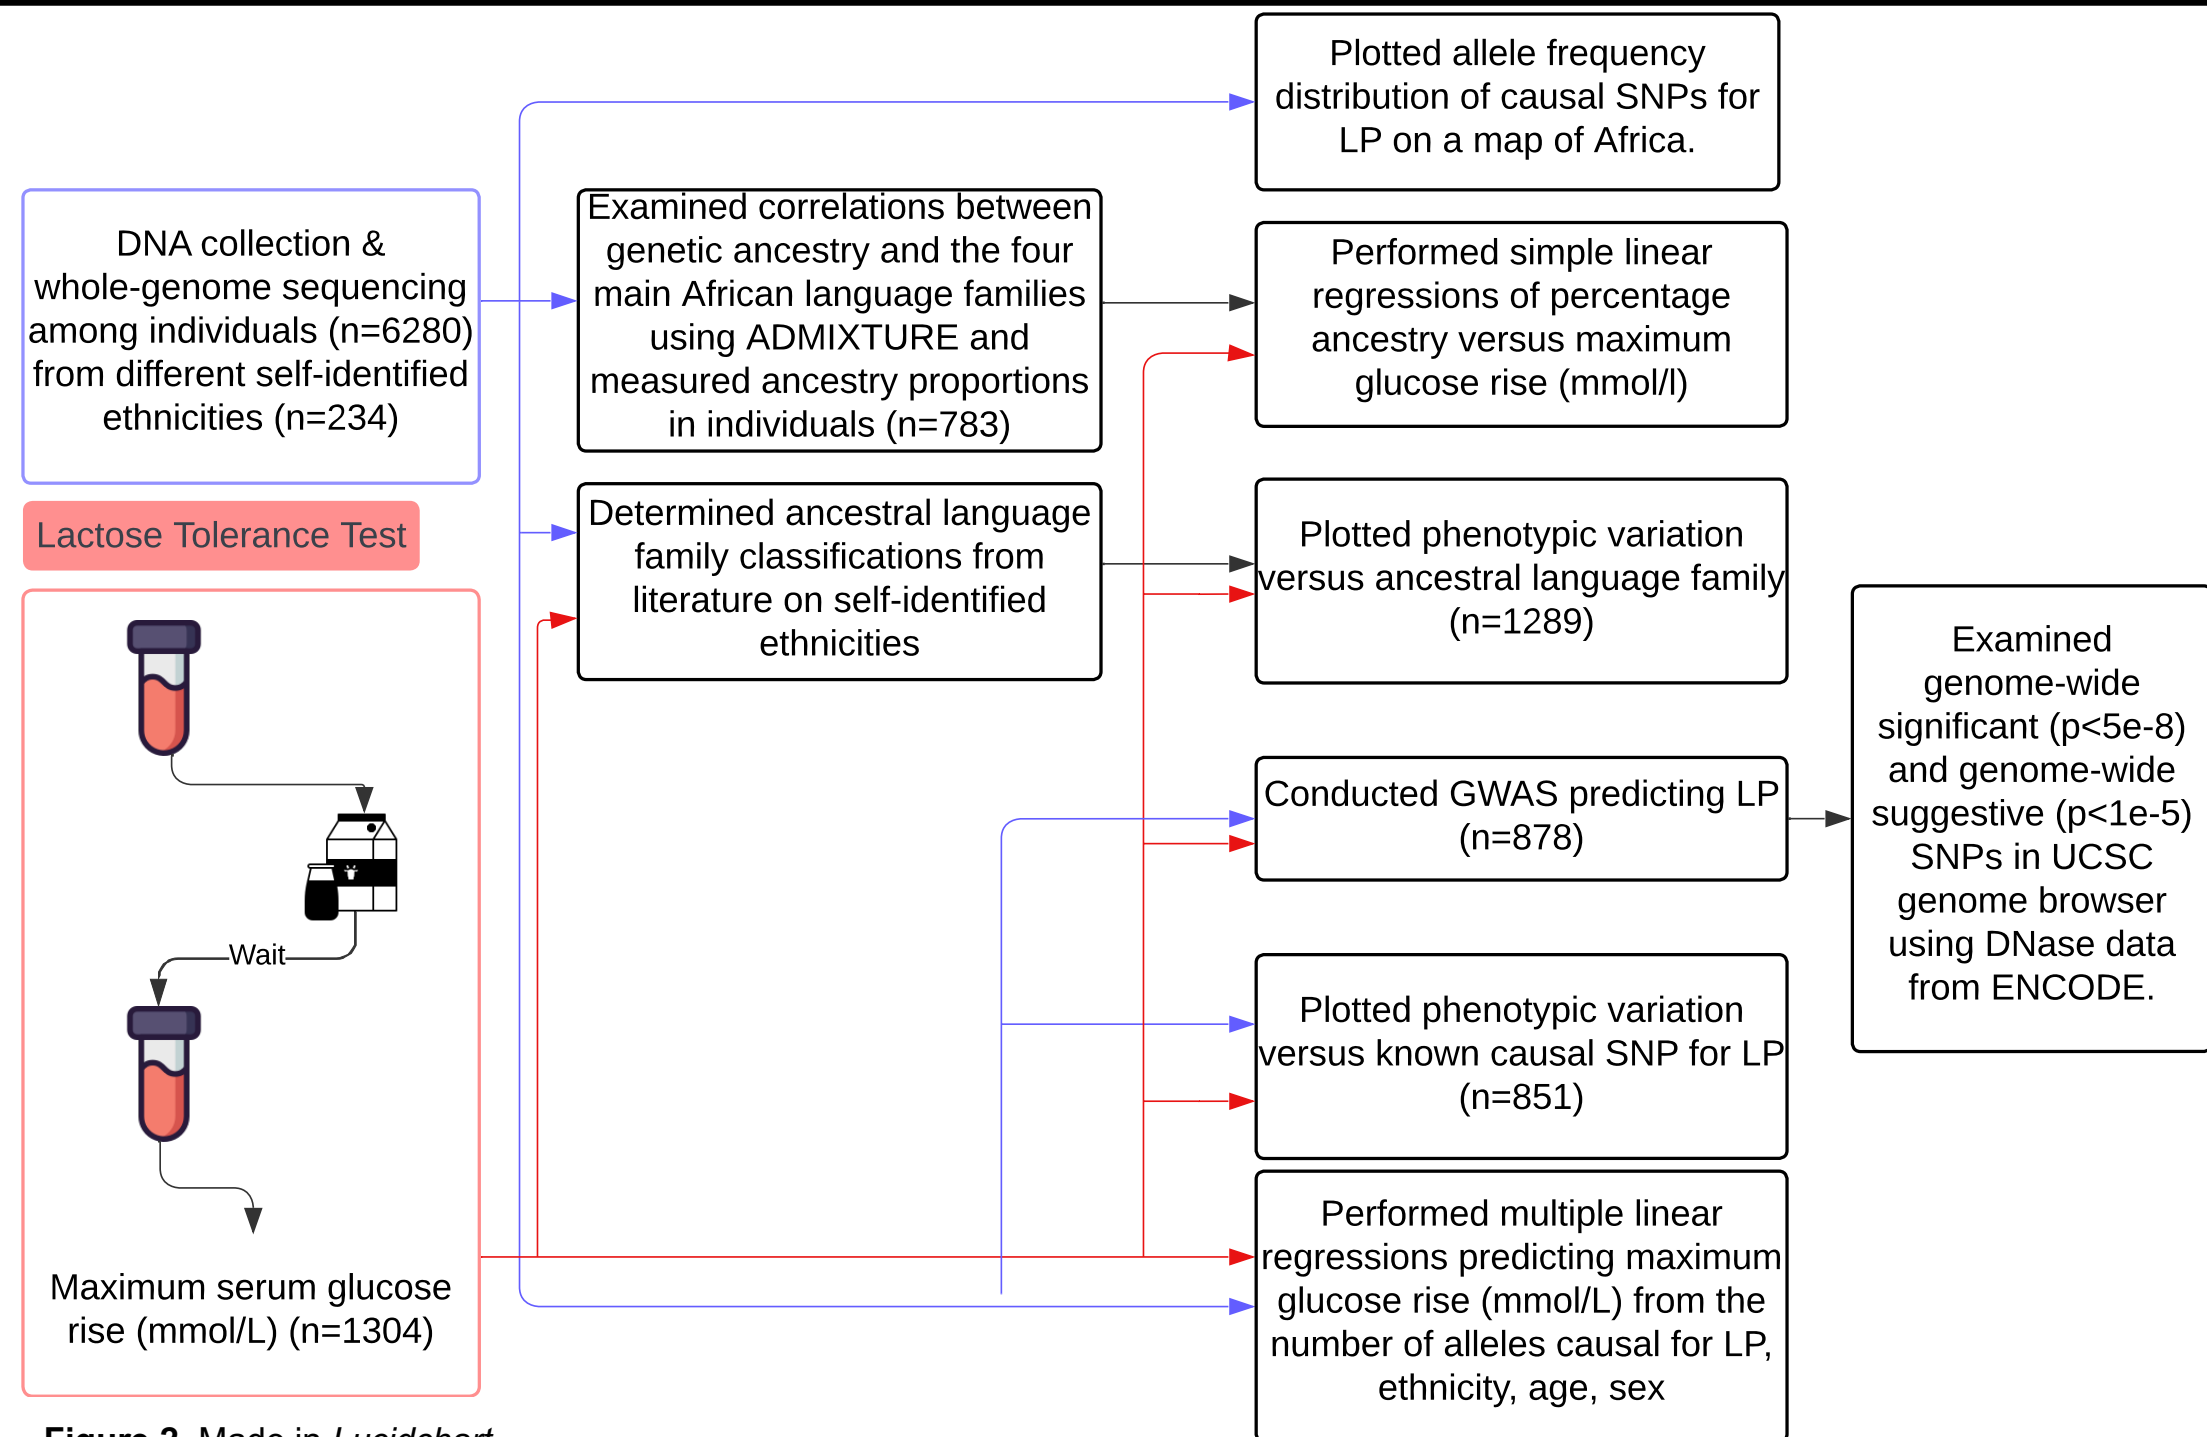 Plotted allele frequency
distribution of causal SNPs for
LP on a map of Africa.
DNA collection &
whole-genome sequencing
among individuals (n=6280)
from different self-identified
ethnicities (n=234)
Examined correlations between
genetic ancestry and the four
main African language families
using ADMIXTURE and
measured ancestry proportions
in individuals (n=783)
Performed simple linear
regressions of percentage
ancestry versus maximum
glucose rise (mmol/l)
Lactose Tolerance Test
Determined ancestral language
family classifications from
literature on self-identified
ethnicities
Plotted phenotypic variation
versus ancestral language family
(n=1289)
Conducted GWAS predicting LP
(n=878)
Examined
genome-wide
significant (p<5e-8)
and genome-wide
suggestive (p<1e-5)
SNPs in UCSC
genome browser
using DNase data
from ENCODE.
Wait
Plotted phenotypic variation
versus known causal SNP for LP
(n=851)
Maximum serum glucose
rise (mmol/L) (n=1304)
Performed multiple linear
regressions predicting maximum
glucose rise (mmol/L) from the
number of alleles causal for LP,
ethnicity, age, sex
Figure 2. Made in Lucidchart